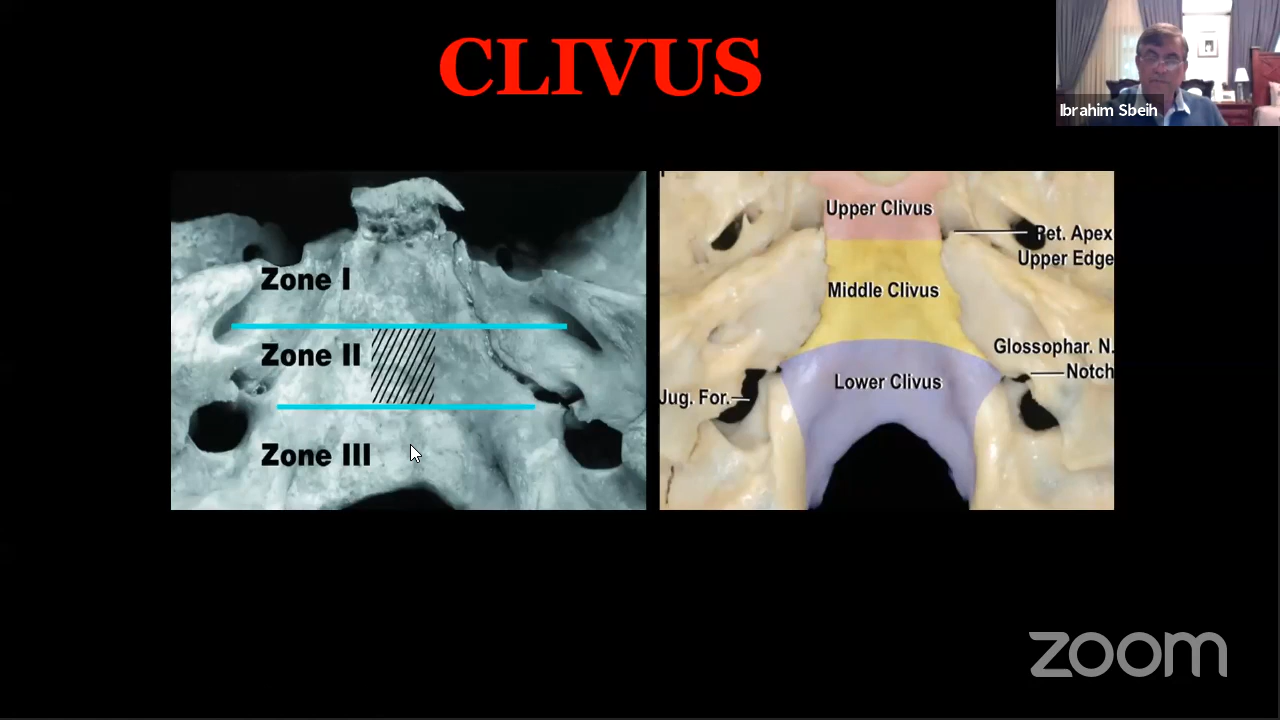 CLIVUS
Ibrahim Sbeih
Zone I
Zone II
Zone III
Upper Clivus
Pet. Apex
Upper Edge
Middle Clivus
Glossophar. N.
Notch
Lower Clivus
Jug. For.
zoom